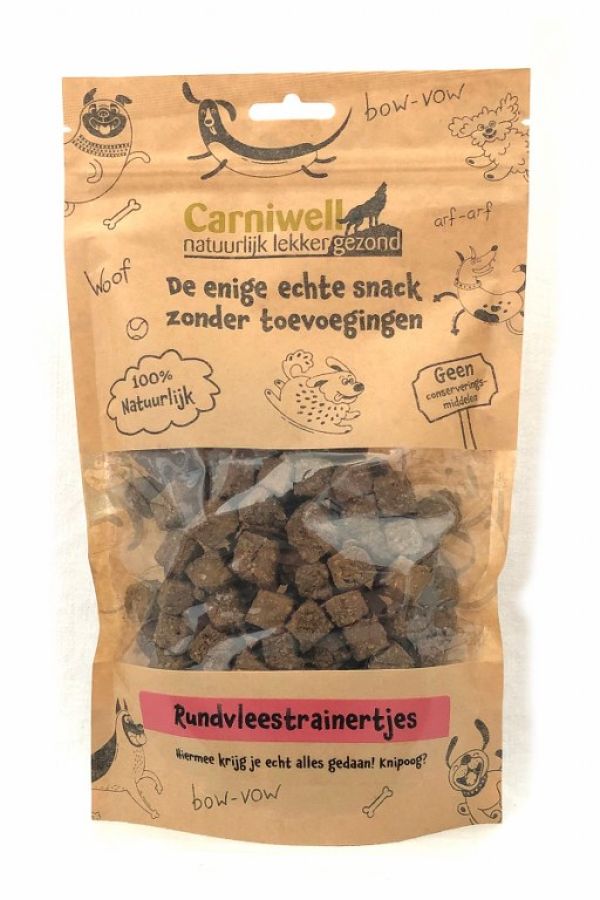 bow-vow
Carniwell
natuurlijk lekker gezond
arf-arf
Woof
De enige echte snack
zonder toevoegingen
100%
Natuurlijk
Geen
conserverings-
middelen
Rundvleestrainertjes
Hiermee krijg je echt alles gedaan! Knipoog?
bow-vow